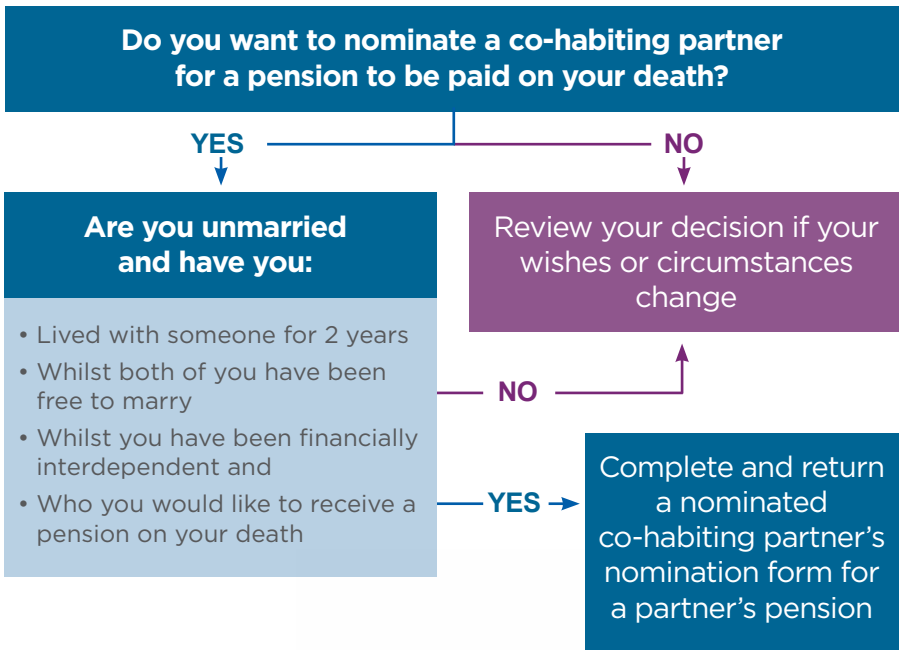 Do you want to nominate a co-habiting partner
for a pension to be paid on your death?
YES
NO
Are you unmarried
and have you:
• Lived with someone for 2 years
• Whilst both of you have been
free to marry
• Whilst you have been financially
interdependent and
• Who you would like to receive a
pension on your death
Review your decision if your
wishes or circumstances
change
NO
YES
Complete and return
a nominated
co-habiting partner’s
nomination form for
a partner’s pension